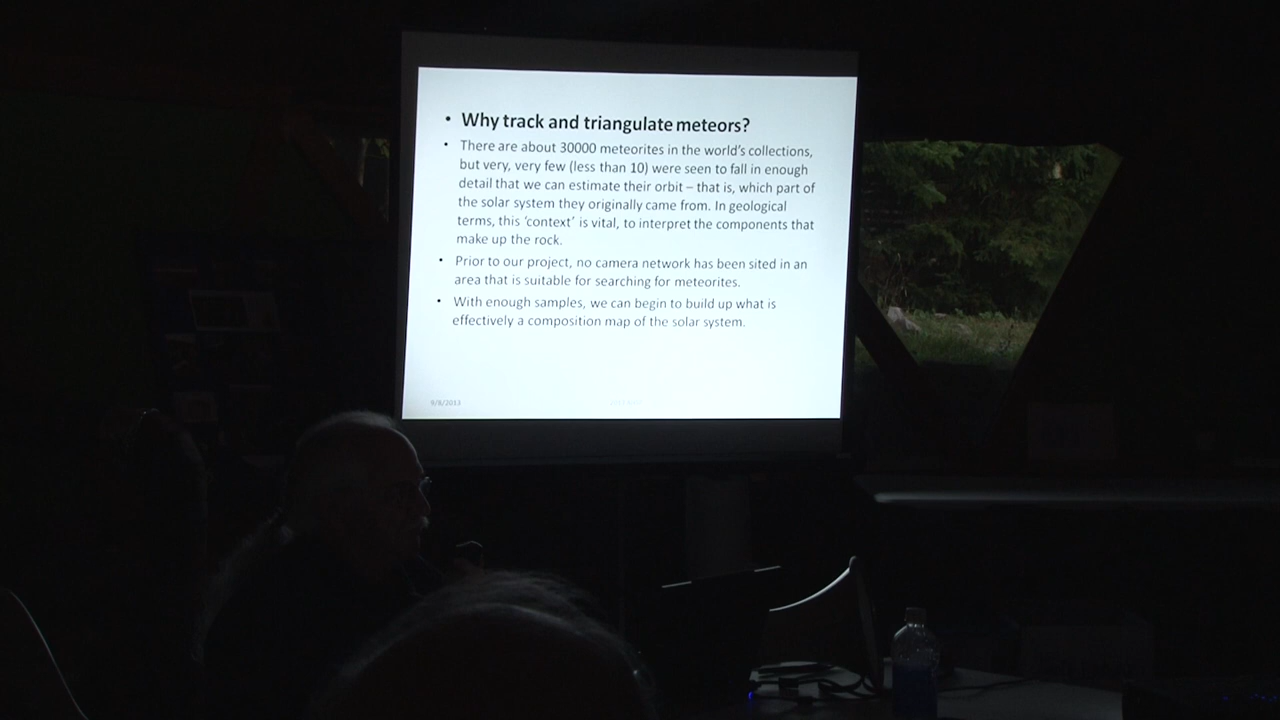 • Why track and triangulate meteors?
• There are about 30000 meteorites in the world's collections,
but very, very few (less than 10) were seen to fall in enough
detail that we can estimate their orbit – that is, which part of
the solar system they originally came from. In geological
terms, this 'context' is vital, to interpret the components that
make up the rock.
• Prior to our project, no camera network has been sited in an
area that is suitable for searching for meteorites.
• With enough samples, we can begin to build up what is
effectively a composition map of the solar system.
9/8/2013